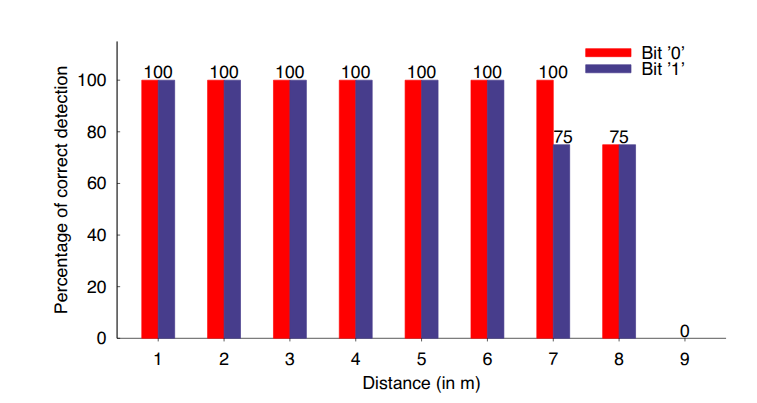 Bit '0'
Bit '1'
100 100 100 100 100 100 100
75 75
0
Percentage of correct detection
100
80
60
40
20
0
1 2 3 4 5 6 7 8 9
Distance (in m)